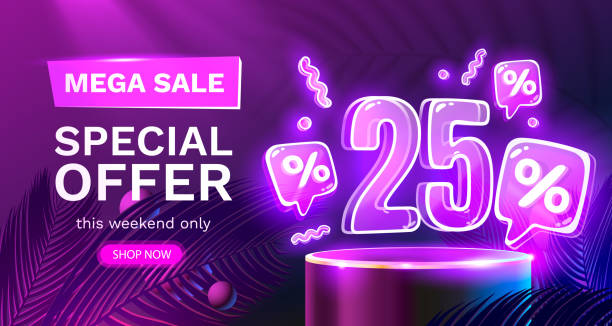 MEGA SALE
SPECIAL
OFFER
this weekend only
SHOP NOW
%
25
%
%